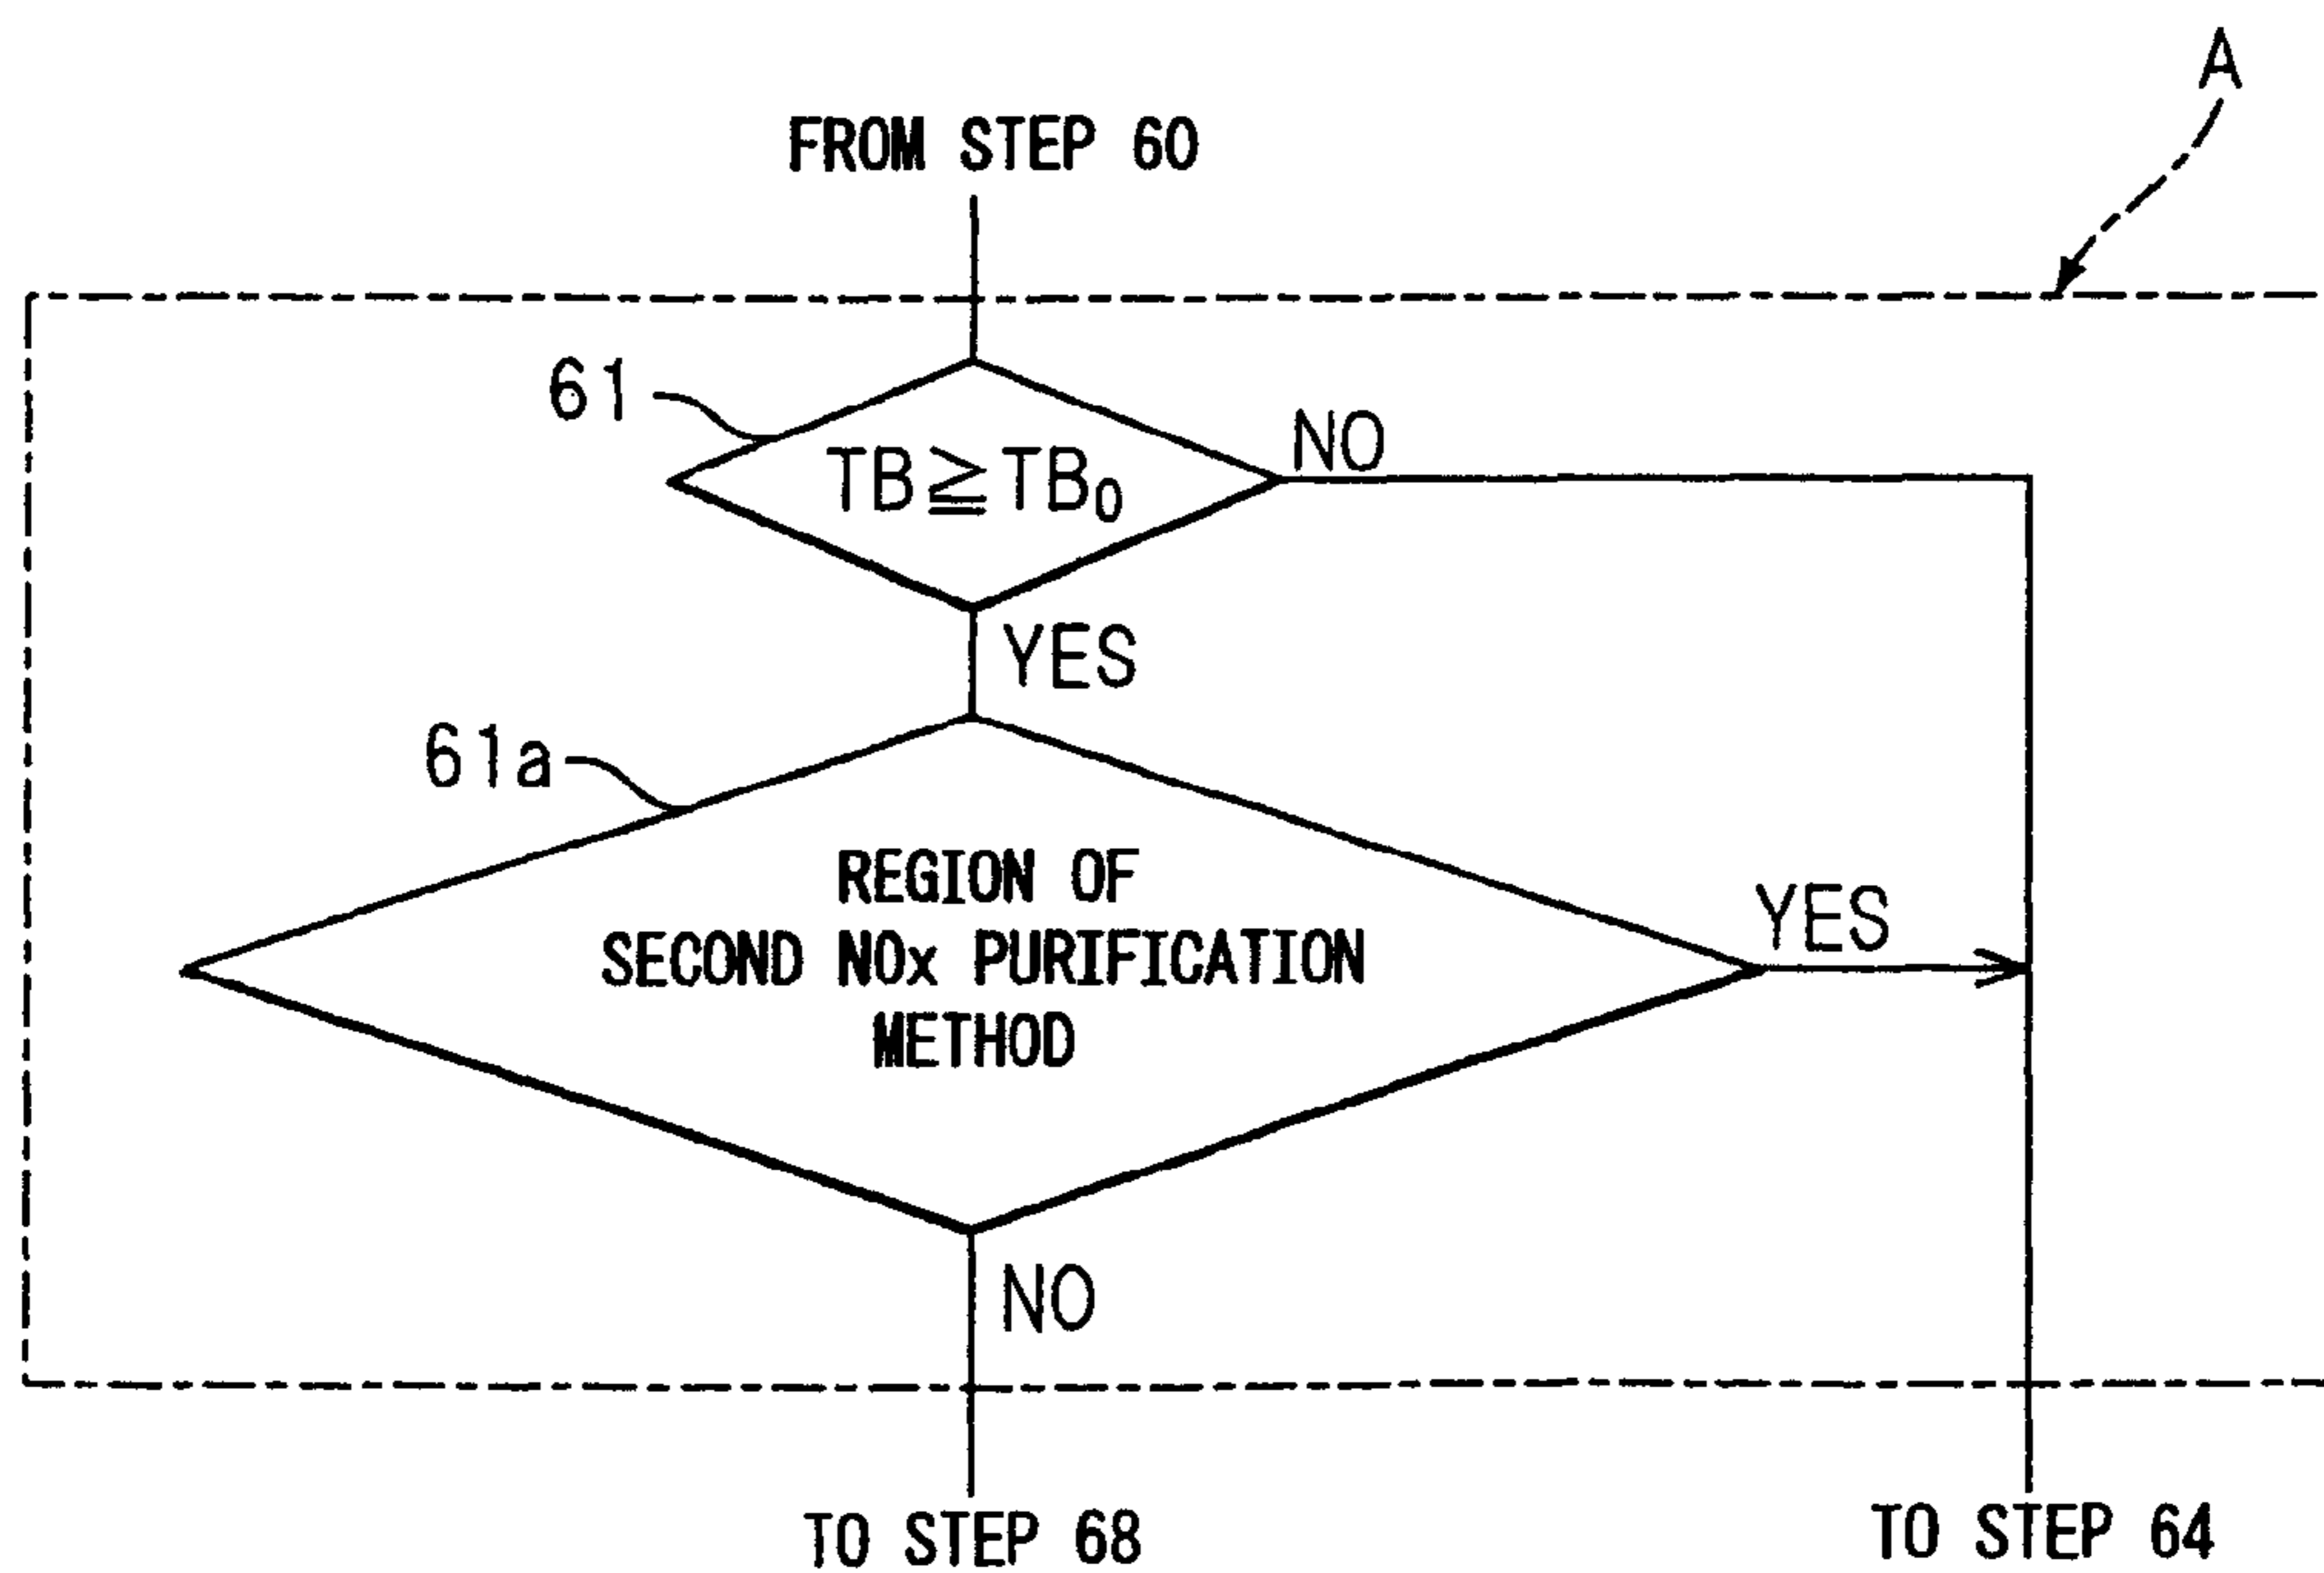 A
FROM STEP 60
61
NO
TB≧TB₀
YES
61a
REGION OF
YES
SECOND NOx PURIFICATION
METHOD
NO
TO STEP 68
TO STEP 64